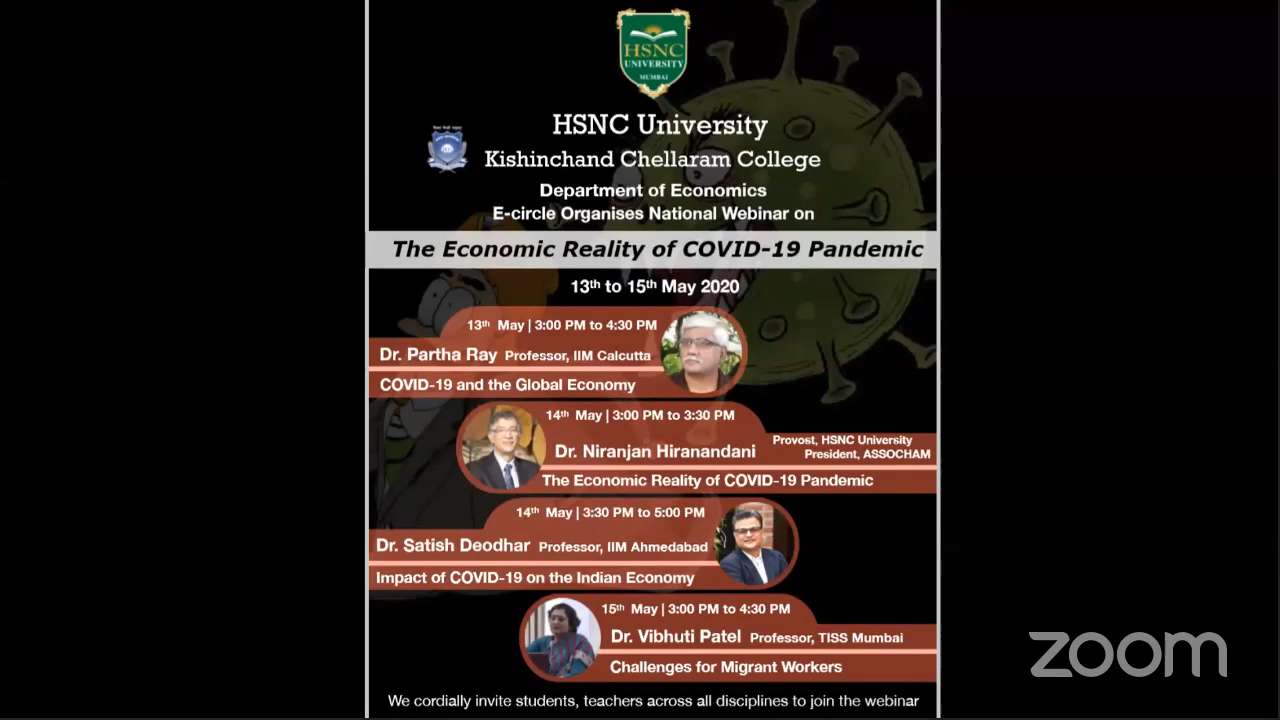 HSNC
UNIVERSITY
MUMBAI
HSNC University
Kishinchand Chellaram College
Department of Economics
E-circle Organises National Webinar on
The Economic Reality of COVID-19 Pandemic
13th to 15th May 2020
13th May | 3:00 PM to 4:30 PM
Dr. Partha Ray Professor, IIM Calcutta
COVID-19 and the Global Economy
14th May | 3:00 PM to 3:30 PM
Dr. Niranjan Hiranandani Provost, HSNC University
President, ASSOCHAM
The Economic Reality of COVID-19 Pandemic
14th May | 3:30 PM to 5:00 PM
Dr. Satish Deodhar Professor, IIM Ahmedabad
Impact of COVID-19 on the Indian Economy
15th May | 3:00 PM to 4:30 PM
Dr. Vibhuti Patel Professor, TISS Mumbai
Challenges for Migrant Workers
We cordially invite students, teachers across all disciplines to join the webinar
zoom